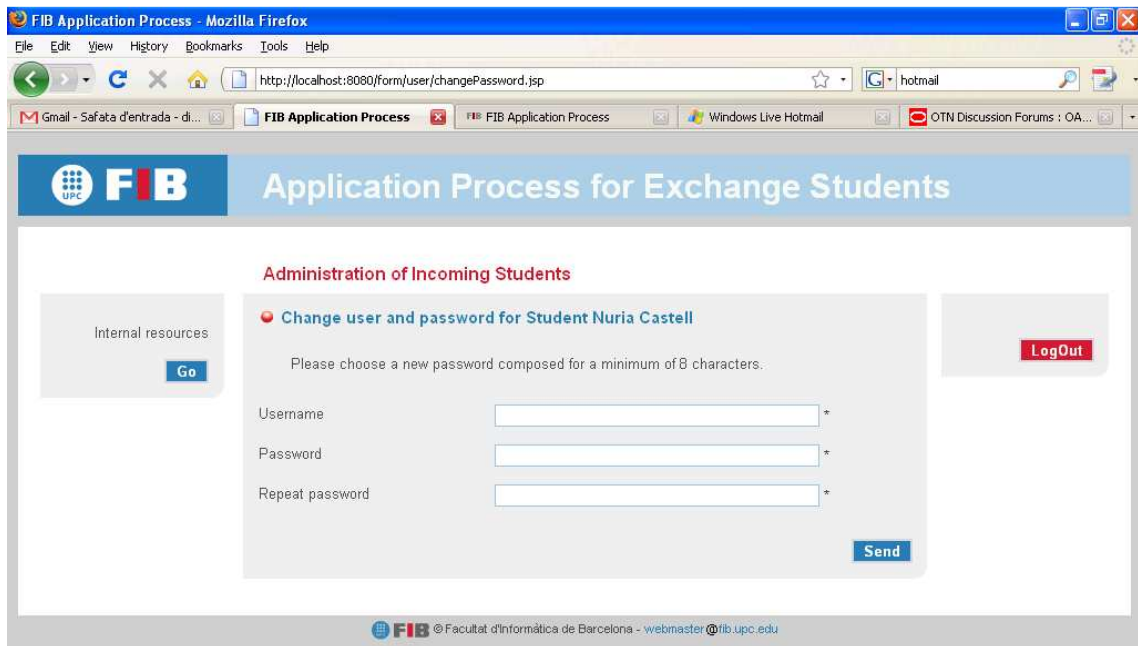 FIB Application Process - Mozilla Firefox
File Edit View History Bookmarks Tools Help
http://localhost:8080/form/user/changePassword.jsp
G hotmail
Gmail - Safata d'entrada - di...
FIB Application Process
FIB FIB Application Process
Windows Live Hotmail
OTN Discussion Forums : OA...
UPC FIB
Application Process for Exchange Students
Administration of Incoming Students
Internal resources
Go
Change user and password for Student Nuria Castell
Please choose a new password composed for a minimum of 8 characters.
Username *
Password *
Repeat password *
Send
LogOut
FIB © Facultat d'Informàtica de Barcelona - webmaster@fib.upc.edu